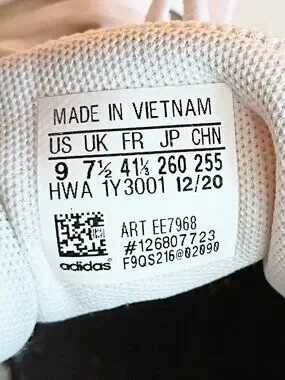 MADE IN VIETNAM
US UK FR JP CHN
9 7½ 41⅓ 260 255
HWA 1Y3001 12/20
ART EE7968
#126807723
F9QS216@02090
adidas